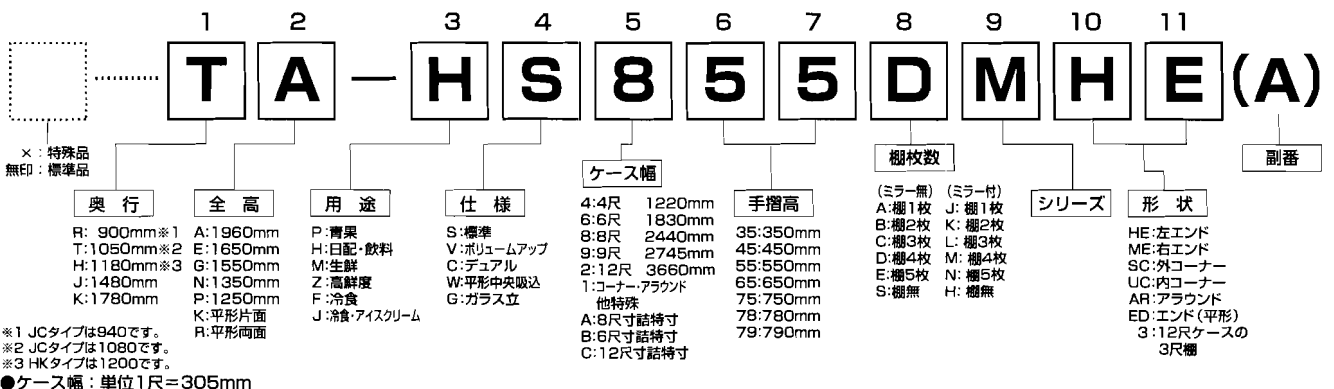 1 2 3 4 5 6 7 8 9 10 11
TA-HS855DMHE(A)
×:特殊品
無印:標準品
奥行
R: 900mm※1
T:1050mm※2
H:1180mm※3
J:1480mm
K:1780mm
※1 JCタイプは940です。
※2 JCタイプは1080です。
※3 HKタイプは1200です。
●ケース幅:単位1尺=305mm
全高
A:1960mm
E:1650mm
G:1550mm
N:1350mm
P:1250mm
K:平形片面
R:平形両面
用途
P:青果
H:日配・飲料
M:生鮮
Z:高鮮度
F:冷食
J:冷食・アイスクリーム
仕様
S:標準
V:ボリュームアップ
C:デュアル
W:平形中央吸込
G:ガラス立
ケース幅
4:4尺 1220mm
6:6尺 1830mm
8:8尺 2440mm
9:9尺 2745mm
2:12尺 3660mm
1:コーナー・アラウンド
他特殊
A:8尺寸詰特寸
B:6尺寸詰特寸
C:12尺寸詰特寸
手摺高
35:350mm
45:450mm
55:550mm
65:650mm
75:750mm
78:780mm
79:790mm
棚枚数
(ミラー無) (ミラー付)
A:棚1枚 J:棚1枚
B:棚2枚 K:棚2枚
C:棚3枚 L:棚3枚
D:棚4枚 M:棚4枚
E:棚5枚 N:棚5枚
S:棚無 H:棚無
シリーズ
形状
HE:左エンド
ME:右エンド
SC:外コーナー
UC:内コーナー
AR:アラウンド
ED:エンド(平形)
3:12尺ケースの
3尺棚
副番